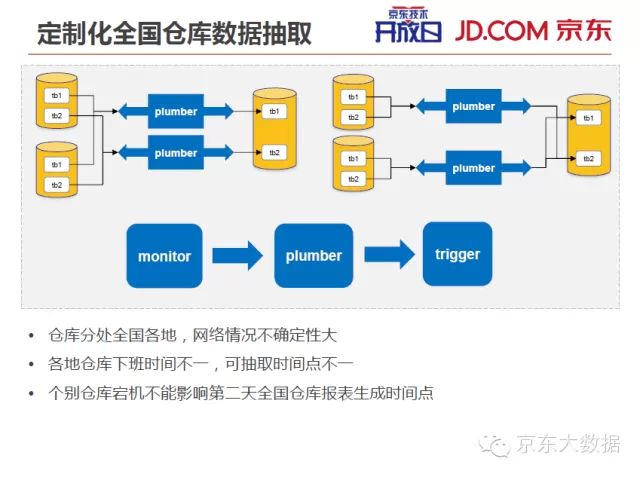 定制化全国仓库数据抽取
京东技术
开放日
JD.COM 京东
tb1
tb2
tb1
tb2
plumber
plumber
tb1
tb2
tb1
tb2
tb1
tb2
plumber
plumber
tb1
tb2
monitor
plumber
trigger
• 仓库分处全国各地，网络情况不确定性大
• 各地仓库下班时间不一，可抽取时间点不一
• 个别仓库宕机不能影响第二天全国仓库报表生成时间点
京东大数据